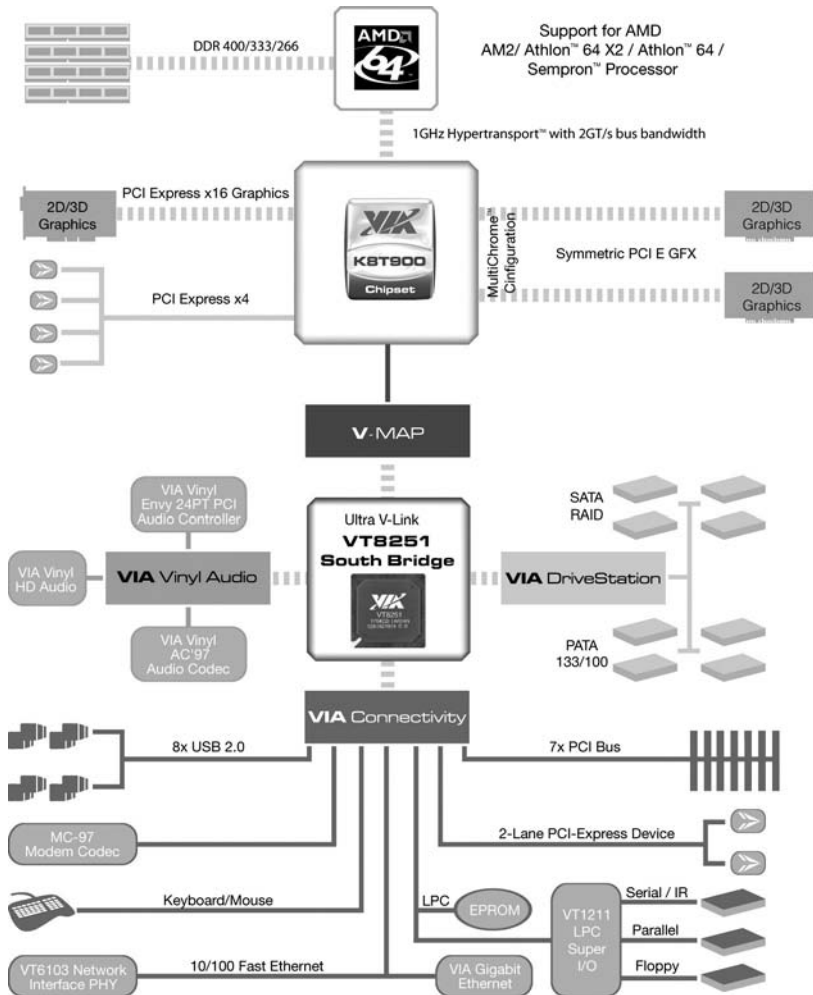 DDR 400/333/266
AMD
64
Support for AMD
AM2/ Athlon™ 64 X2 / Athlon™ 64 /
Sempron™ Processor
1GHz Hypertransport™ with 2GT/s bus bandwidth
2D/3D
Graphics
PCI Express x16 Graphics
PCI Express x4
VIA
K8T900
Chipset
MultiChrome™
Configuration
Symmetric PCI E GFX
2D/3D
Graphics
2D/3D
Graphics
V-MAP
VIA Vinyl
Envy 24PT PCI
Audio Controller
VIA Vinyl
HD Audio
VIA Vinyl Audio
VIA Vinyl
AC'97
Audio Codec
Ultra V-Link
VT8251
South Bridge
VIA
VT8251
VIA DriveStation
SATA
RAID
PATA
133/100
VIA Connectivity
8x USB 2.0
7x PCI Bus
MC-97
Modem Codec
2-Lane PCI-Express Device
Keyboard/Mouse
LPC
EPROM
VT1211
LPC
Super
I/O
Serial / IR
Parallel
Floppy
VT6103 Network
Interface PHY
10/100 Fast Ethernet
VIA Gigabit
Ethernet